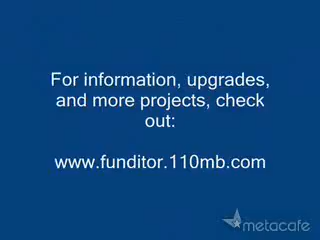 For information, upgrades,
and more projects, check
out:
www.funditor.110mb.com
metacafe